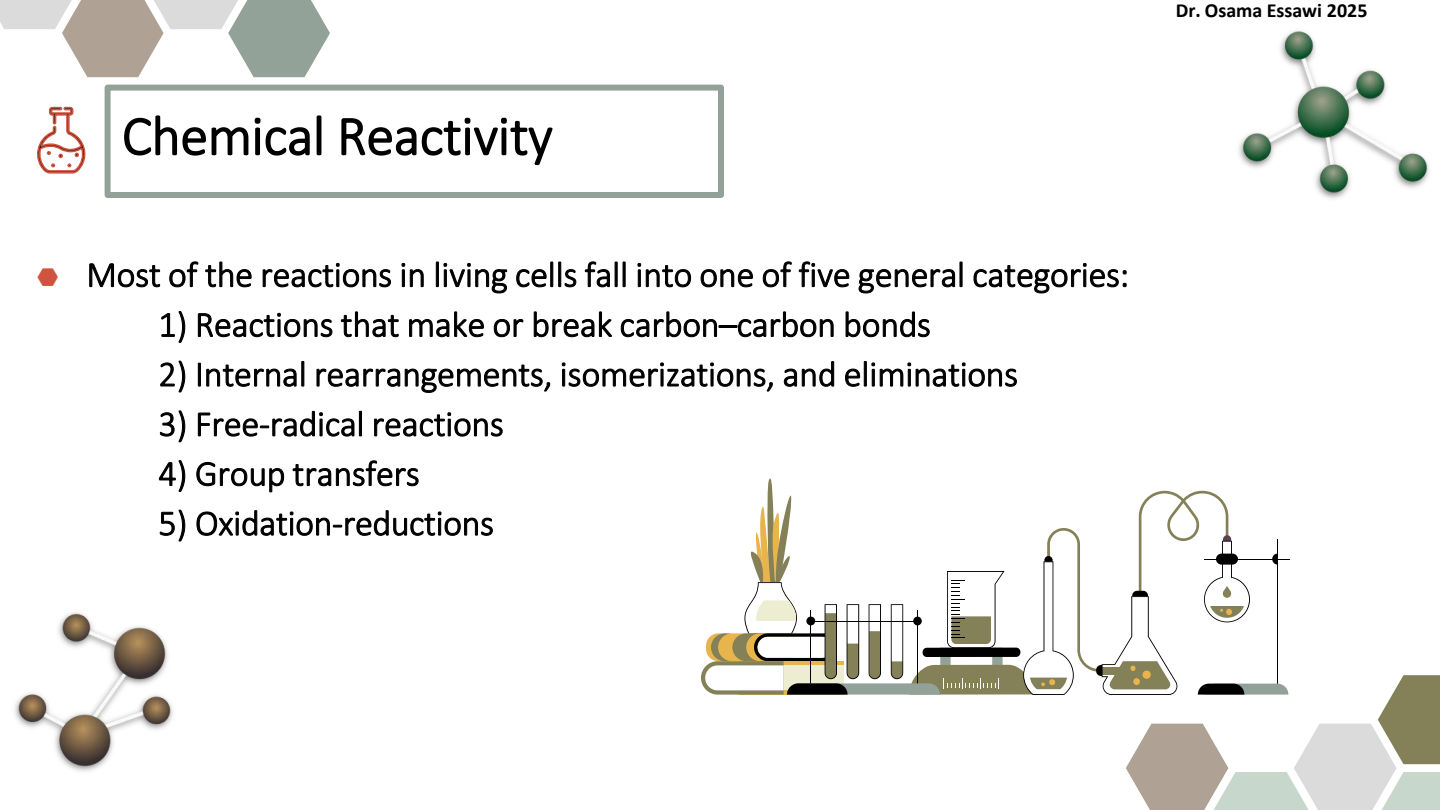 Dr. Osama Essawi 2025
Chemical Reactivity
Most of the reactions in living cells fall into one of five general categories:
1) Reactions that make or break carbon–carbon bonds
2) Internal rearrangements, isomerizations, and eliminations
3) Free-radical reactions
4) Group transfers
5) Oxidation-reductions